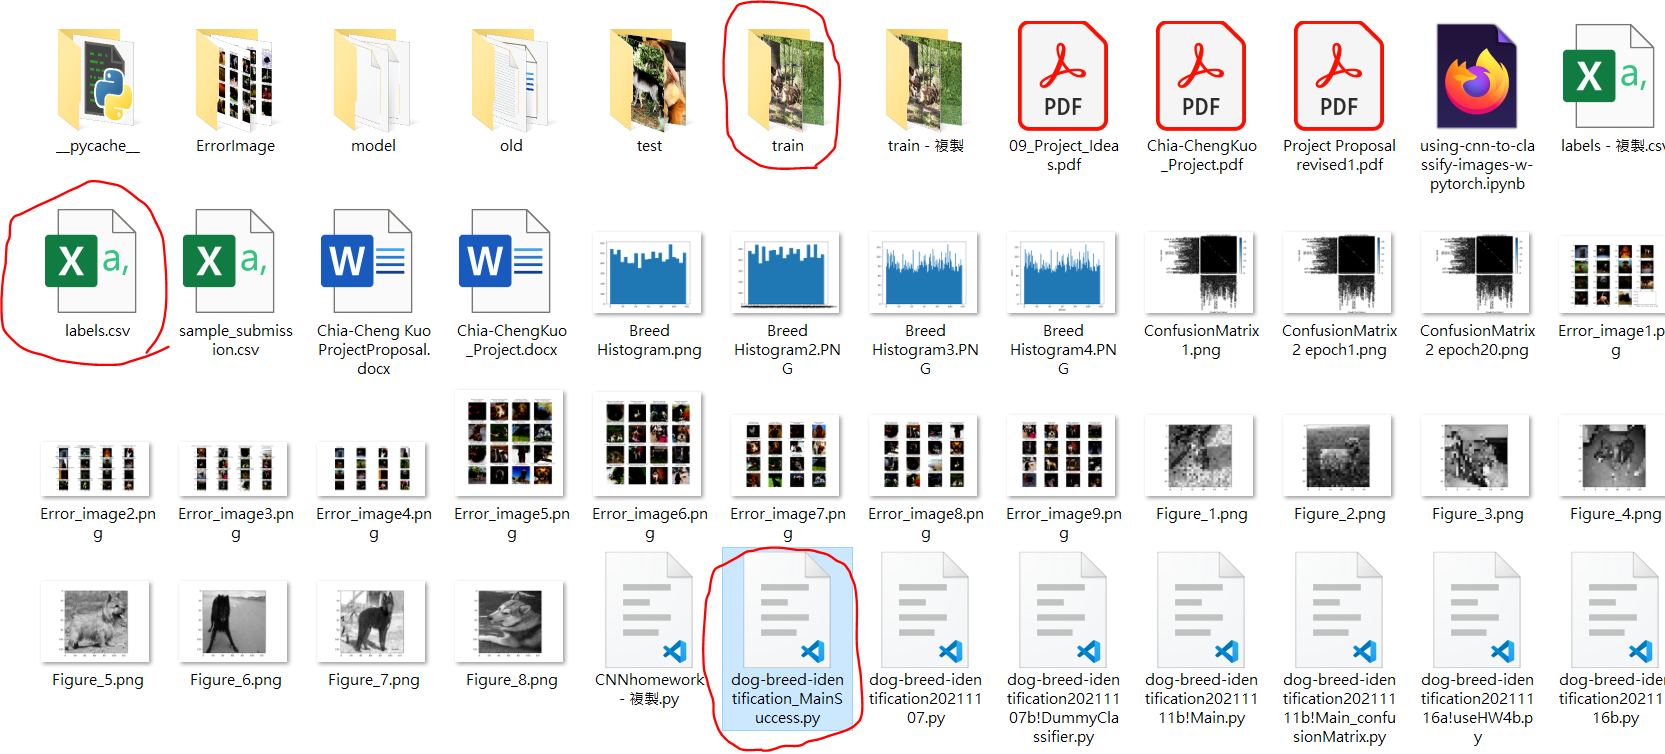 __pycache__
ErrorImage
model
old
test
train
train - 複製
PDF
09_Project_Ideas.pdf
PDF
Chia-ChengKuo_Project.pdf
PDF
Project Proposal revised1.pdf
using-cnn-to-classify-images-w-pytorch.ipynb
X a,
labels - 複製.csv
X a,
labels.csv
X a,
sample_submission.csv
W
Chia-Cheng Kuo ProjectProposal.docx
W
Chia-ChengKuo_Project.docx
Breed Histogram.png
Breed Histogram2.PNG
Breed Histogram3.PNG
Breed Histogram4.PNG
ConfusionMatrix1.png
ConfusionMatrix2 epoch1.png
ConfusionMatrix2 epoch20.png
Error_image1.png
Error_image2.png
Error_image3.png
Error_image4.png
Error_image5.png
Error_image6.png
Error_image7.png
Error_image8.png
Error_image9.png
Figure_1.png
Figure_2.png
Figure_3.png
Figure_4.png
Figure_5.png
Figure_6.png
Figure_7.png
Figure_8.png
CNNhomework - 複製.py
dog-breed-identification_MainSuccess.py
dog-breed-identification20211107.py
dog-breed-identification20211107b!DummyClassifier.py
dog-breed-identification20211111b!Main.py
dog-breed-identification20211111b!Main_confusionMatrix.py
dog-breed-identification20211116a!useHW4b.py
dog-breed-identification20211116b.py